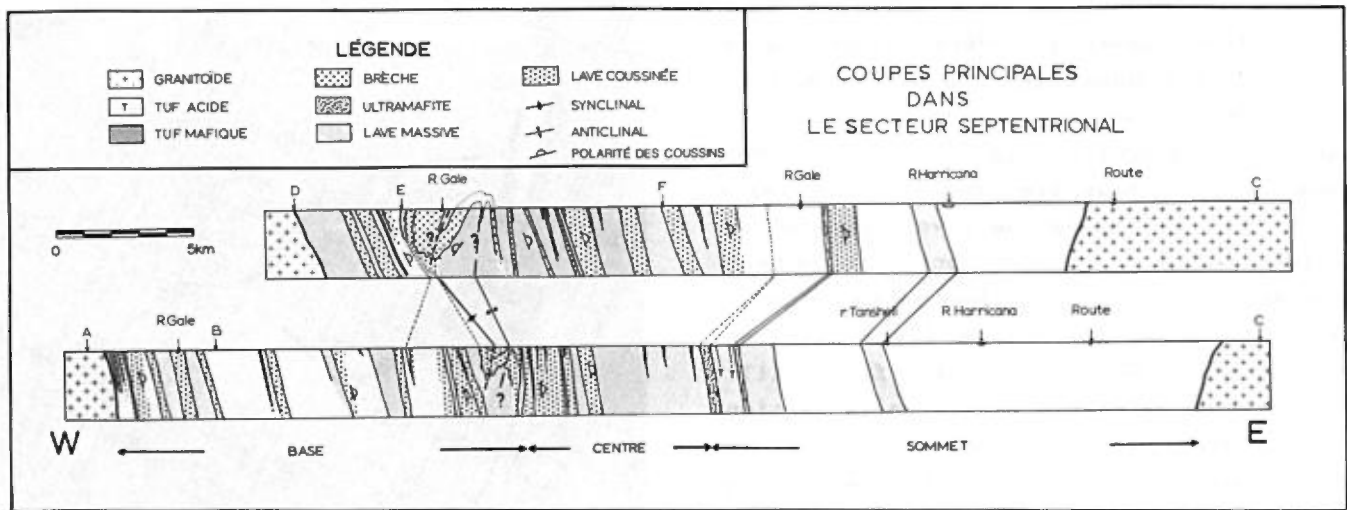 LÉGENDE
GRANITOÏDE
BRÈCHE
LAVE COUSSINÉE
TUF ACIDE
ULTRAMAFITE
SYNCLINAL
TUF MAFIQUE
LAVE MASSIVE
ANTICLINAL
POLARITÉ DES COUSSINS
COUPES PRINCIPALES
DANS
LE SECTEUR SEPTENTRIONAL
D E R Gale F R Gale R Harricana Route C
0 5km
? ? ?
A R Gale B r Tanshell R Harricana Route C
?
W E
BASE CENTRE SOMMET